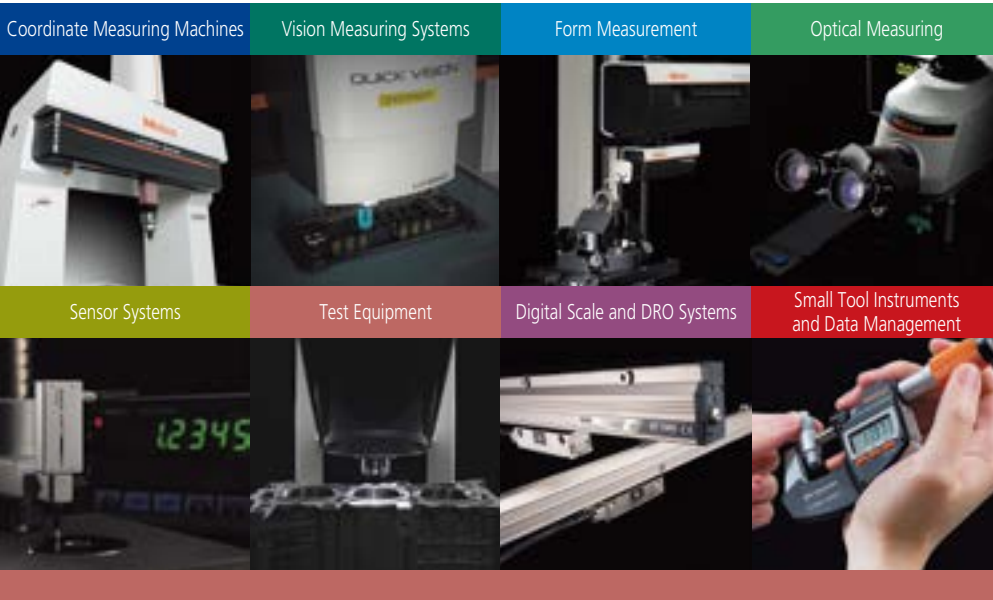 Coordinate Measuring Machines
Vision Measuring Systems
Form Measurement
Optical Measuring
QUICK VISION
Sensor Systems
Test Equipment
Digital Scale and DRO Systems
Small Tool Instruments
and Data Management
12345